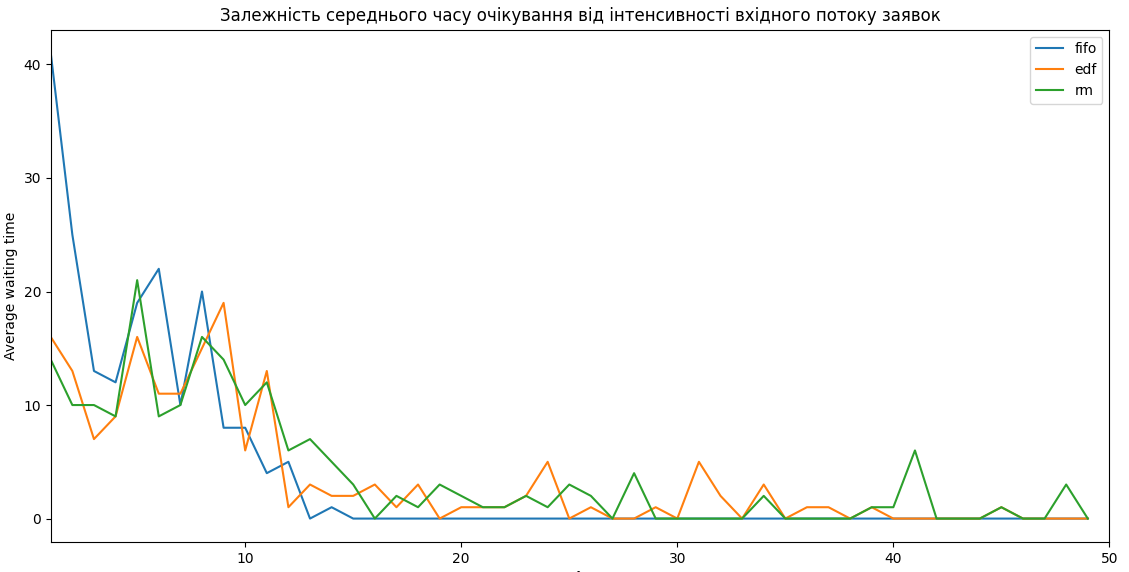 Залежність середнього часу очікування від інтенсивності вхідного потоку заявок
fifo
edf
rm
Average waiting time
40
30
20
10
0
10
20
30
40
50